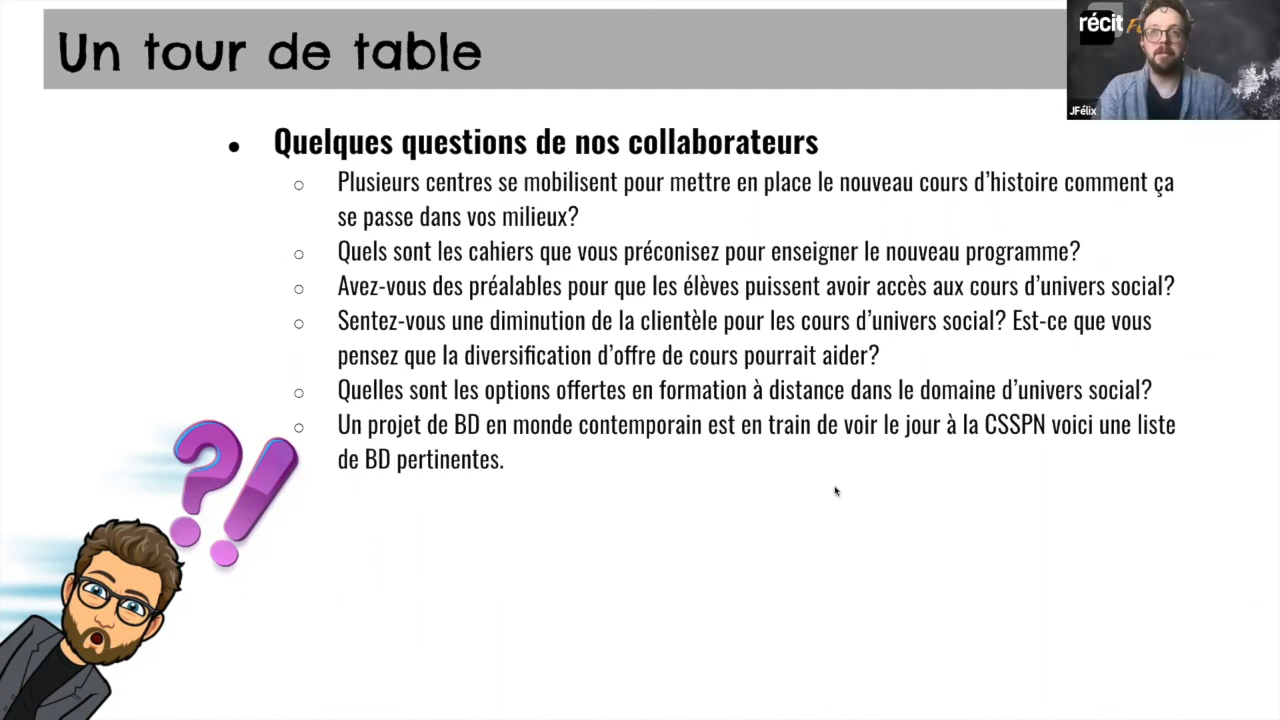 Un tour de table
récit
JFélix
Quelques questions de nos collaborateurs
Plusieurs centres se mobilisent pour mettre en place le nouveau cours d'histoire comment ça
se passe dans vos milieux?
Quels sont les cahiers que vous préconisez pour enseigner le nouveau programme?
Avez-vous des préalables pour que les élèves puissent avoir accès aux cours d'univers social?
Sentez-vous une diminution de la clientèle pour les cours d'univers social? Est-ce que vous
pensez que la diversification d'offre de cours pourrait aider?
Quelles sont les options offertes en formation à distance dans le domaine d'univers social?
Un projet de BD en monde contemporain est en train de voir le jour à la CSSPN voici une liste
de BD pertinentes.